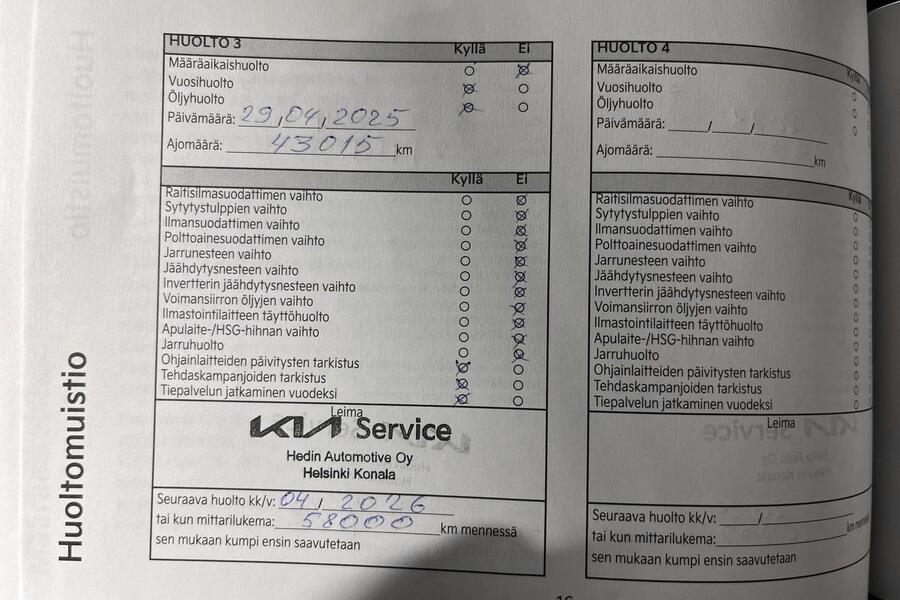 Huoltomuistio
HUOLTO 3 Kyllä Ei
Määräaikaishuolto
Vuosihuolto
Öljyhuolto
Päivämäärä: 29/04/2025
Ajomäärä: 43015 km
Kyllä Ei
Raitisilmasuodattimen vaihto
Sytytystulppien vaihto
Ilmansuodattimen vaihto
Polttoainesuodattimen vaihto
Jarrunesteen vaihto
Jäähdytysnesteen vaihto
Invertterin jäähdytysnesteen vaihto
Voimansiirron öljyjen vaihto
Ilmastointilaitteen täyttöhuolto
Apulaite-/HSG-hihnan vaihto
Jarruhuolto
Ohjainlaitteiden päivitysten tarkistus
Tehdaskampanjoiden tarkistus
Tiepalvelun jatkaminen vuodeksi
Leima
KIA Service
Hedin Automotive Oy
Helsinki Konala
Seuraava huolto kk/v: 04 / 2026
tai kun mittarilukema: 58000 km mennessä
sen mukaan kumpi ensin saavutetaan
HUOLTO 4 Kyllä
Määräaikaishuolto
Vuosihuolto
Öljyhuolto
Päivämäärä: / /
Ajomäärä: km
Kyllä
Raitisilmasuodattimen vaihto
Sytytystulppien vaihto
Ilmansuodattimen vaihto
Polttoainesuodattimen vaihto
Jarrunesteen vaihto
Jäähdytysnesteen vaihto
Invertterin jäähdytysnesteen vaihto
Voimansiirron öljyjen vaihto
Ilmastointilaitteen täyttöhuolto
Apulaite-/HSG-hihnan vaihto
Jarruhuolto
Ohjainlaitteiden päivitysten tarkistus
Tehdaskampanjoiden tarkistus
Tiepalvelun jatkaminen vuodeksi
Leima
Seuraava huolto kk/v: /
tai kun mittarilukema: km
sen mukaan kumpi ensin saavutetaan